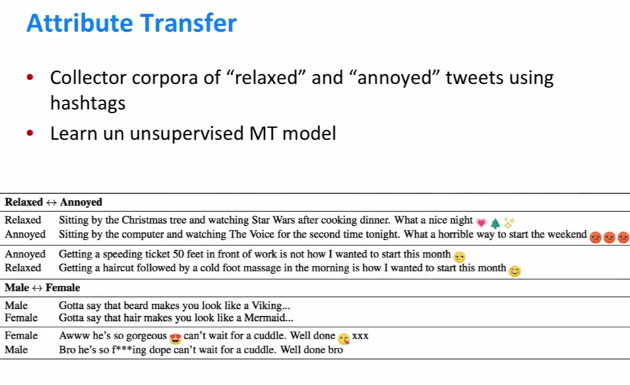 Attribute Transfer
• Collector corpora of “relaxed” and “annoyed” tweets using
hashtags
• Learn un unsupervised MT model
Relaxed ↔ Annoyed
Relaxed Sitting by the Christmas tree and watching Star Wars after cooking dinner. What a nice night 💗🎄✨
Annoyed Sitting by the computer and watching The Voice for the second time tonight. What a horrible way to start the weekend 😡😡😡
Annoyed Getting a speeding ticket 50 feet in front of work is not how I wanted to start this month 😒
Relaxed Getting a haircut followed by a cold foot massage in the morning is how I wanted to start this month 😊
Male ↔ Female
Male Gotta say that beard makes you look like a Viking...
Female Gotta say that hair makes you look like a Mermaid...
Female Awww he's so gorgeous 😍 can't wait for a cuddle. Well done 😘 xxx
Male Bro he's so f***ing dope can't wait for a cuddle. Well done bro